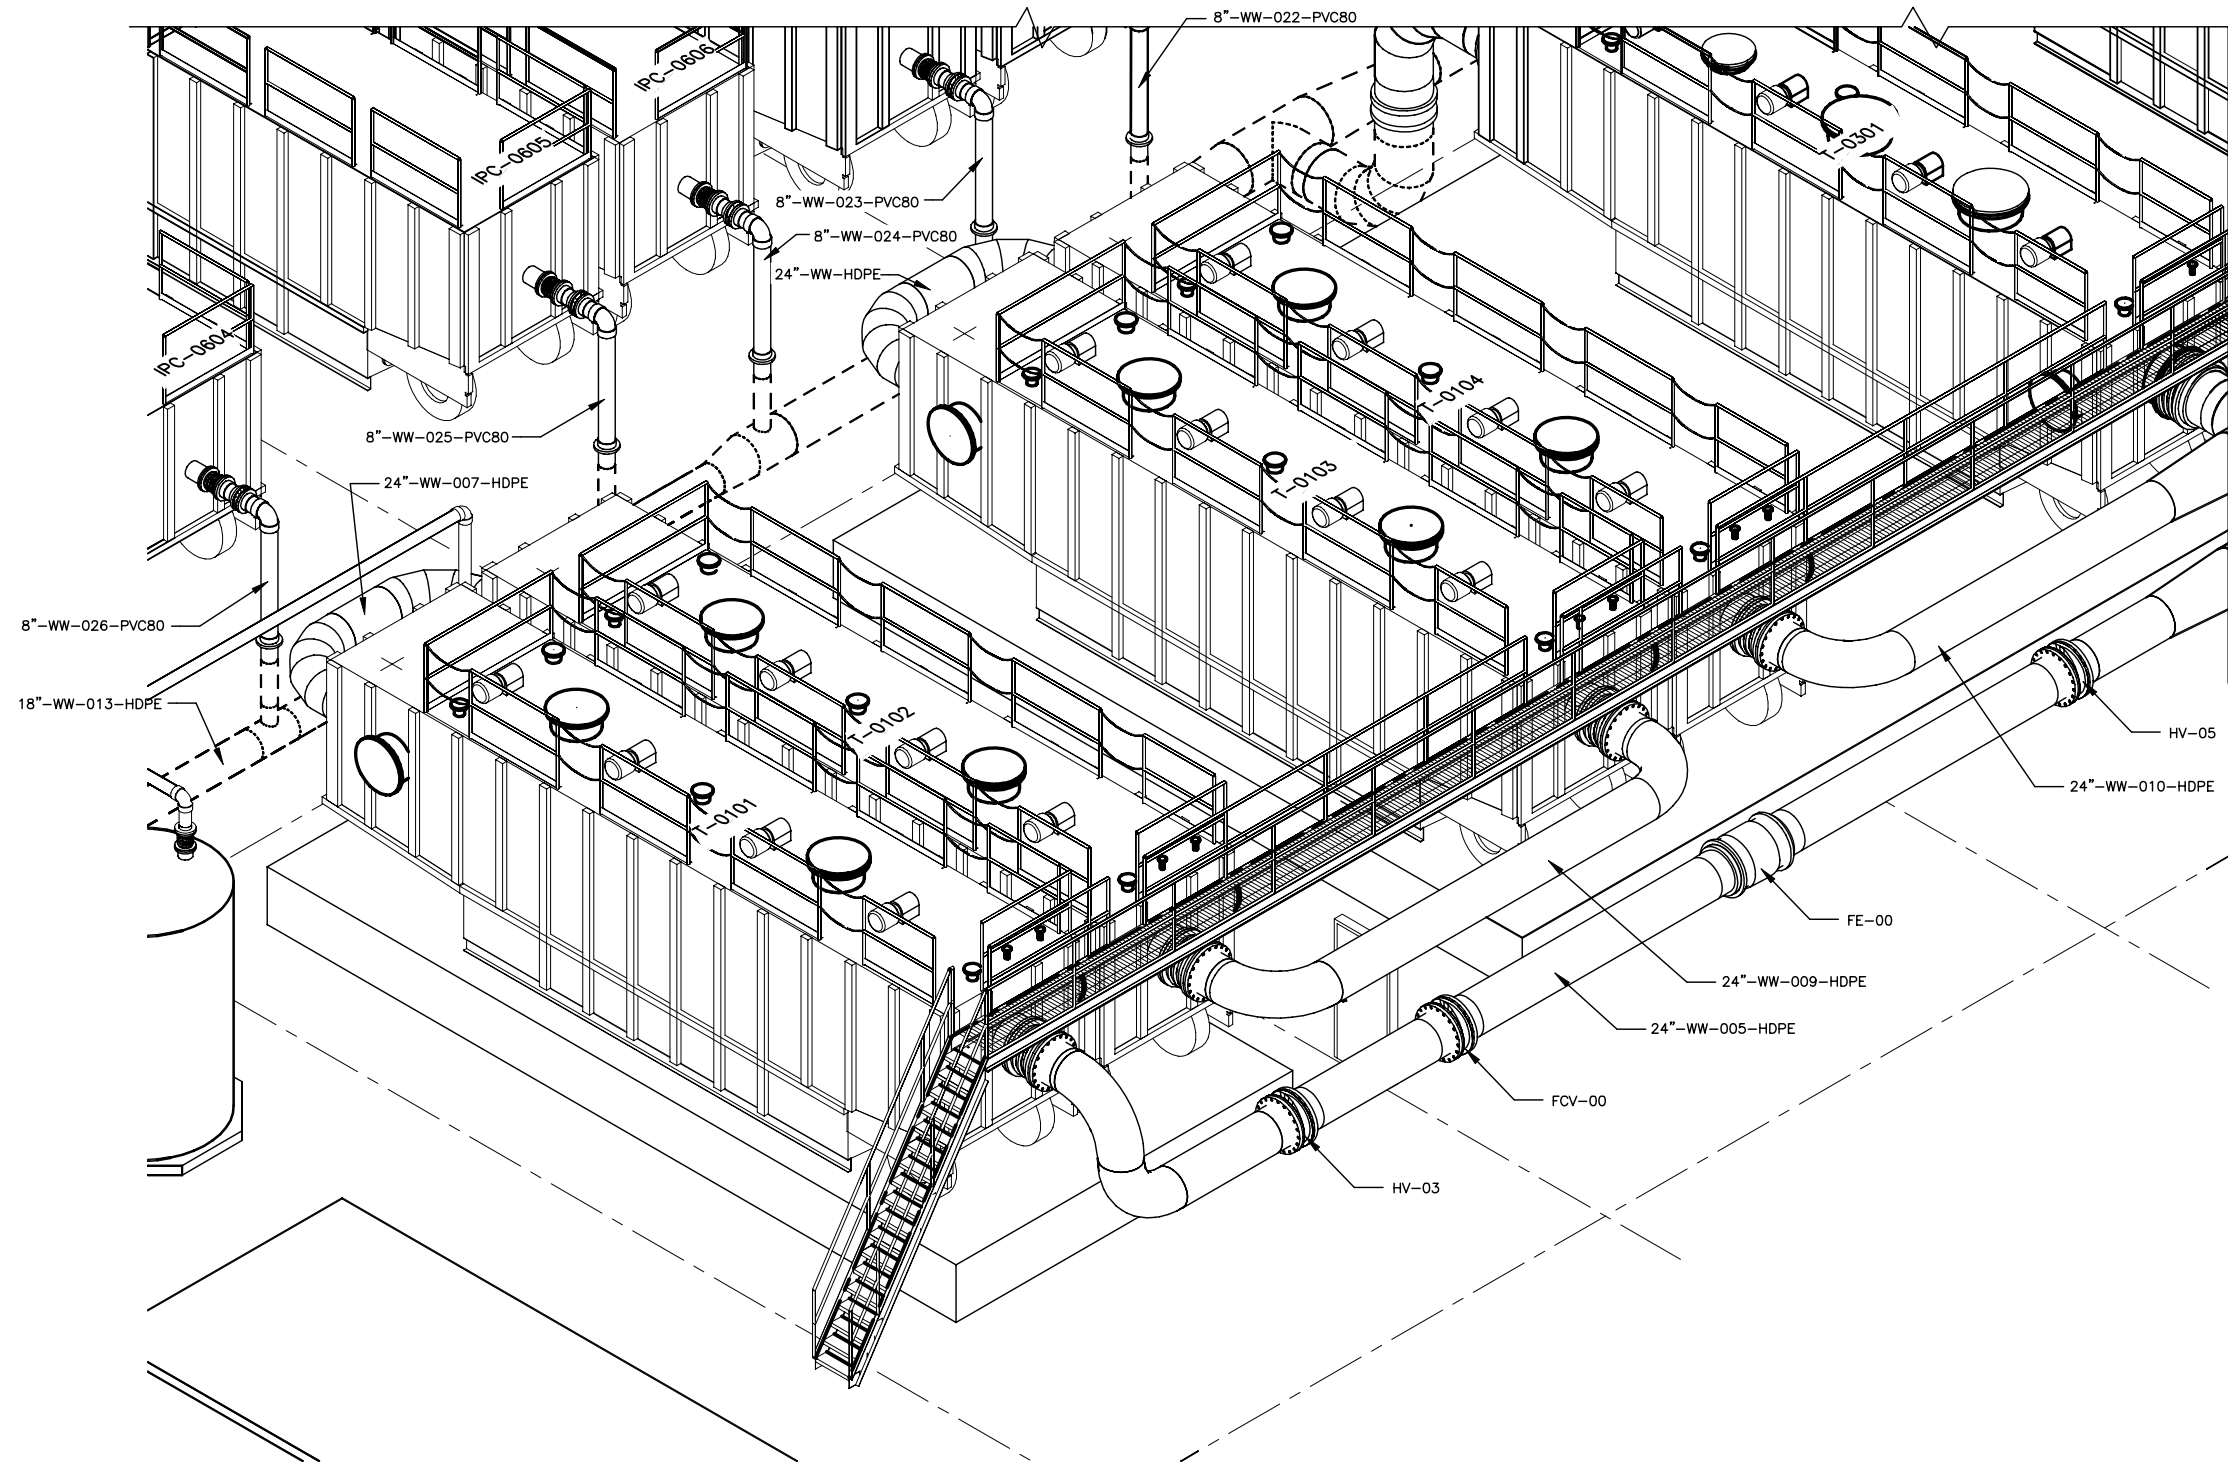 8"-WW-022-PVC80
IPC-0606
IPC-0605
T-0301
8"-WW-023-PVC80
8"-WW-024-PVC80
24"-WW-HDPE
IPC-0604
T-0104
8"-WW-025-PVC80
24"-WW-007-HDPE
T-0103
8"-WW-026-PVC80
18"-WW-013-HDPE
T-0102
HV-05
24"-WW-010-HDPE
T-0101
FE-00
24"-WW-009-HDPE
24"-WW-005-HDPE
FCV-00
HV-03